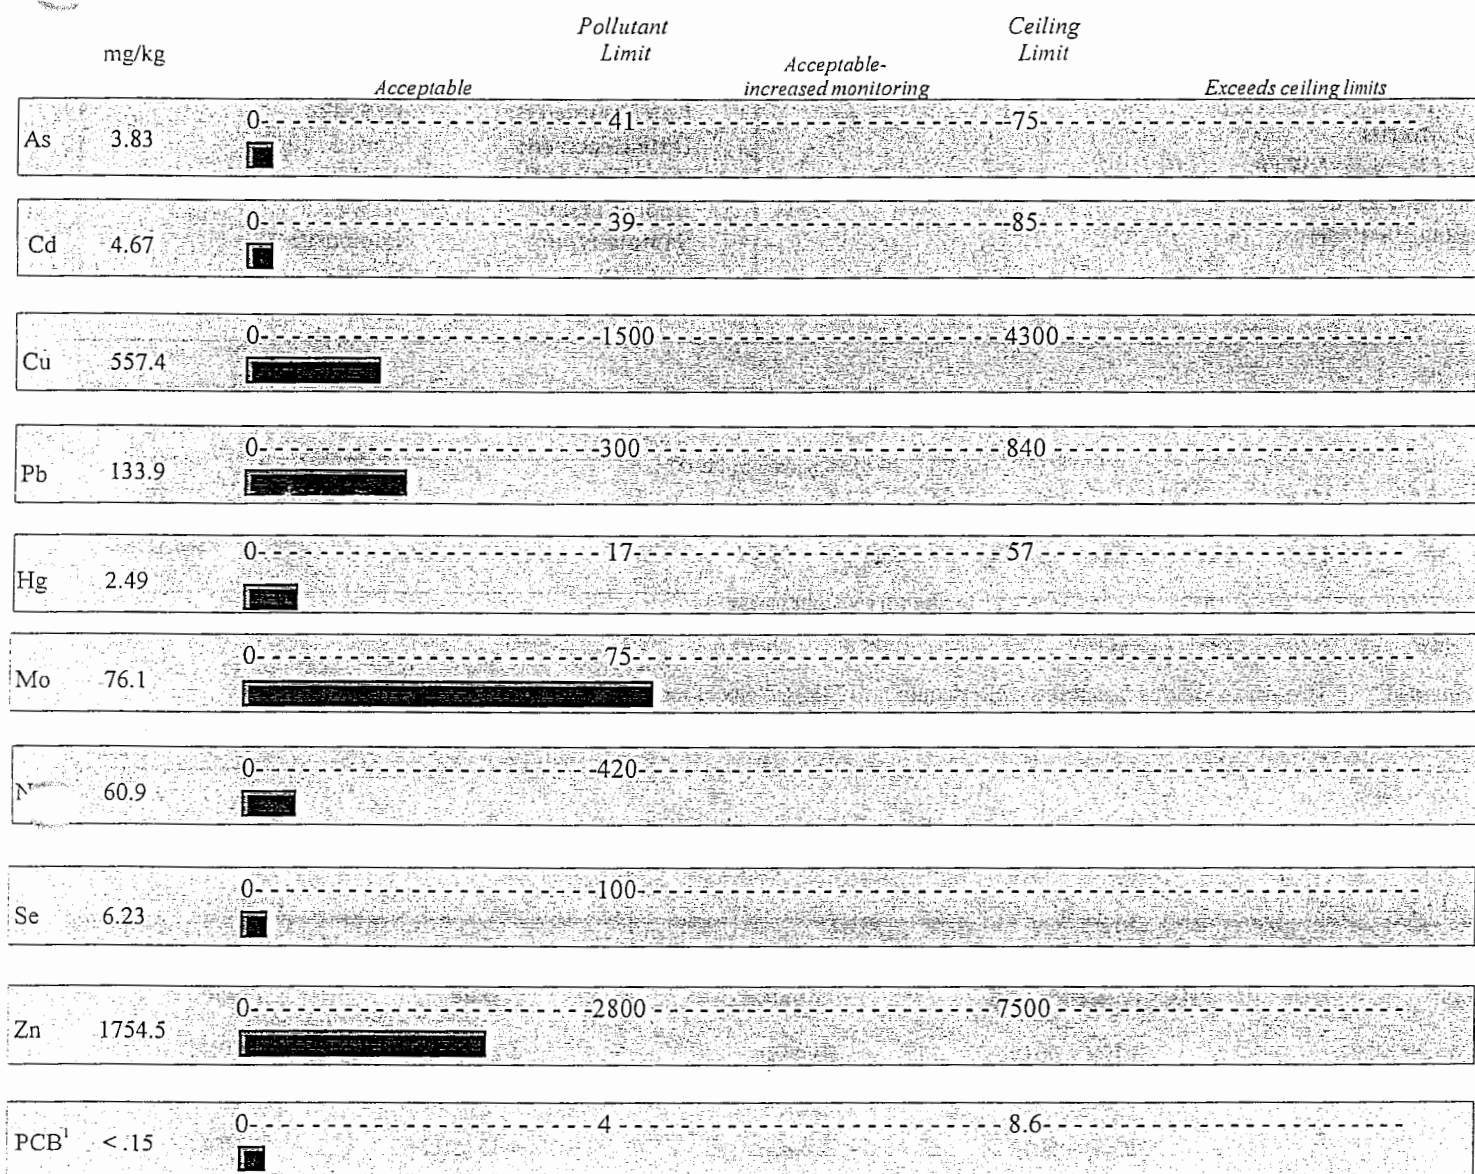 Pollutant Limit
Ceiling Limit
mg/kg
Acceptable
Acceptable-increased monitoring
Exceeds ceiling limits
As 3.83 0 41 75
Cd 4.67 0 39 85
Cu 557.4 0 1500 4300
Pb 133.9 0 300 840
Hg 2.49 0 17 57
Mo 76.1 0 75
60.9 0 420
Se 6.23 0 100
Zn 1754.5 0 2800 7500
PCB¹ < .15 0 4 8.6